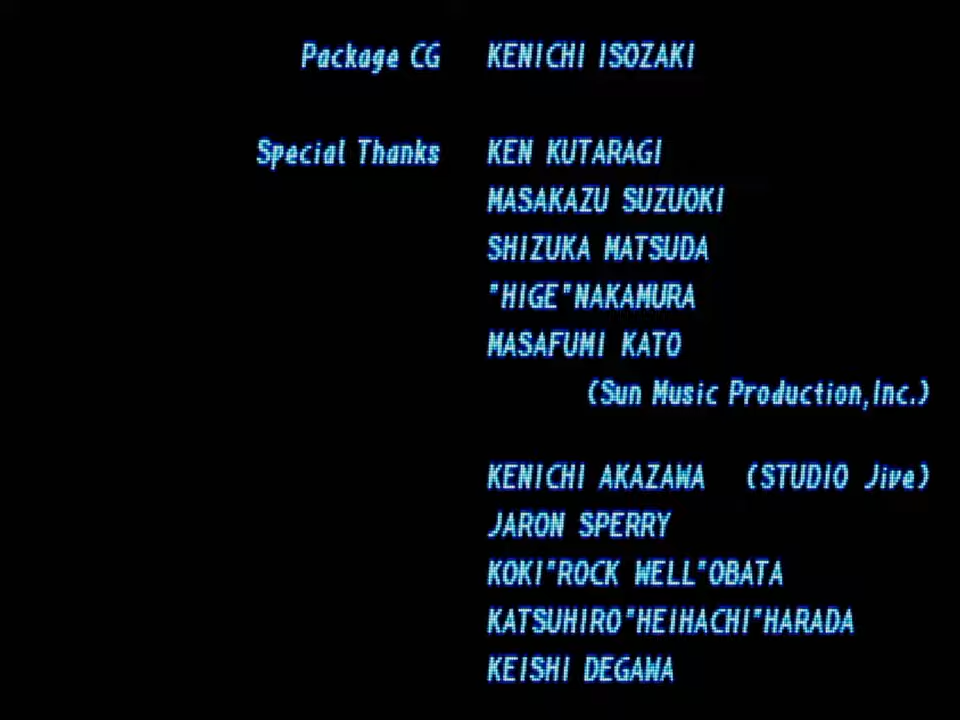 Package CG KENICHI ISOZAKI
Special Thanks KEN KUTARAGI
MASAKAZU SUZUOKI
SHIZUKA MATSUDA
"HIGE"NAKAMURA
MASAFUMI KATO
(Sun Music Production,Inc.)
KENICHI AKAZAWA (STUDIO Jive)
JARON SPERRY
KOKI"ROCK WELL"OBATA
KATSUHIRO"HEIHACHI"HARADA
KEISHI DEGAWA